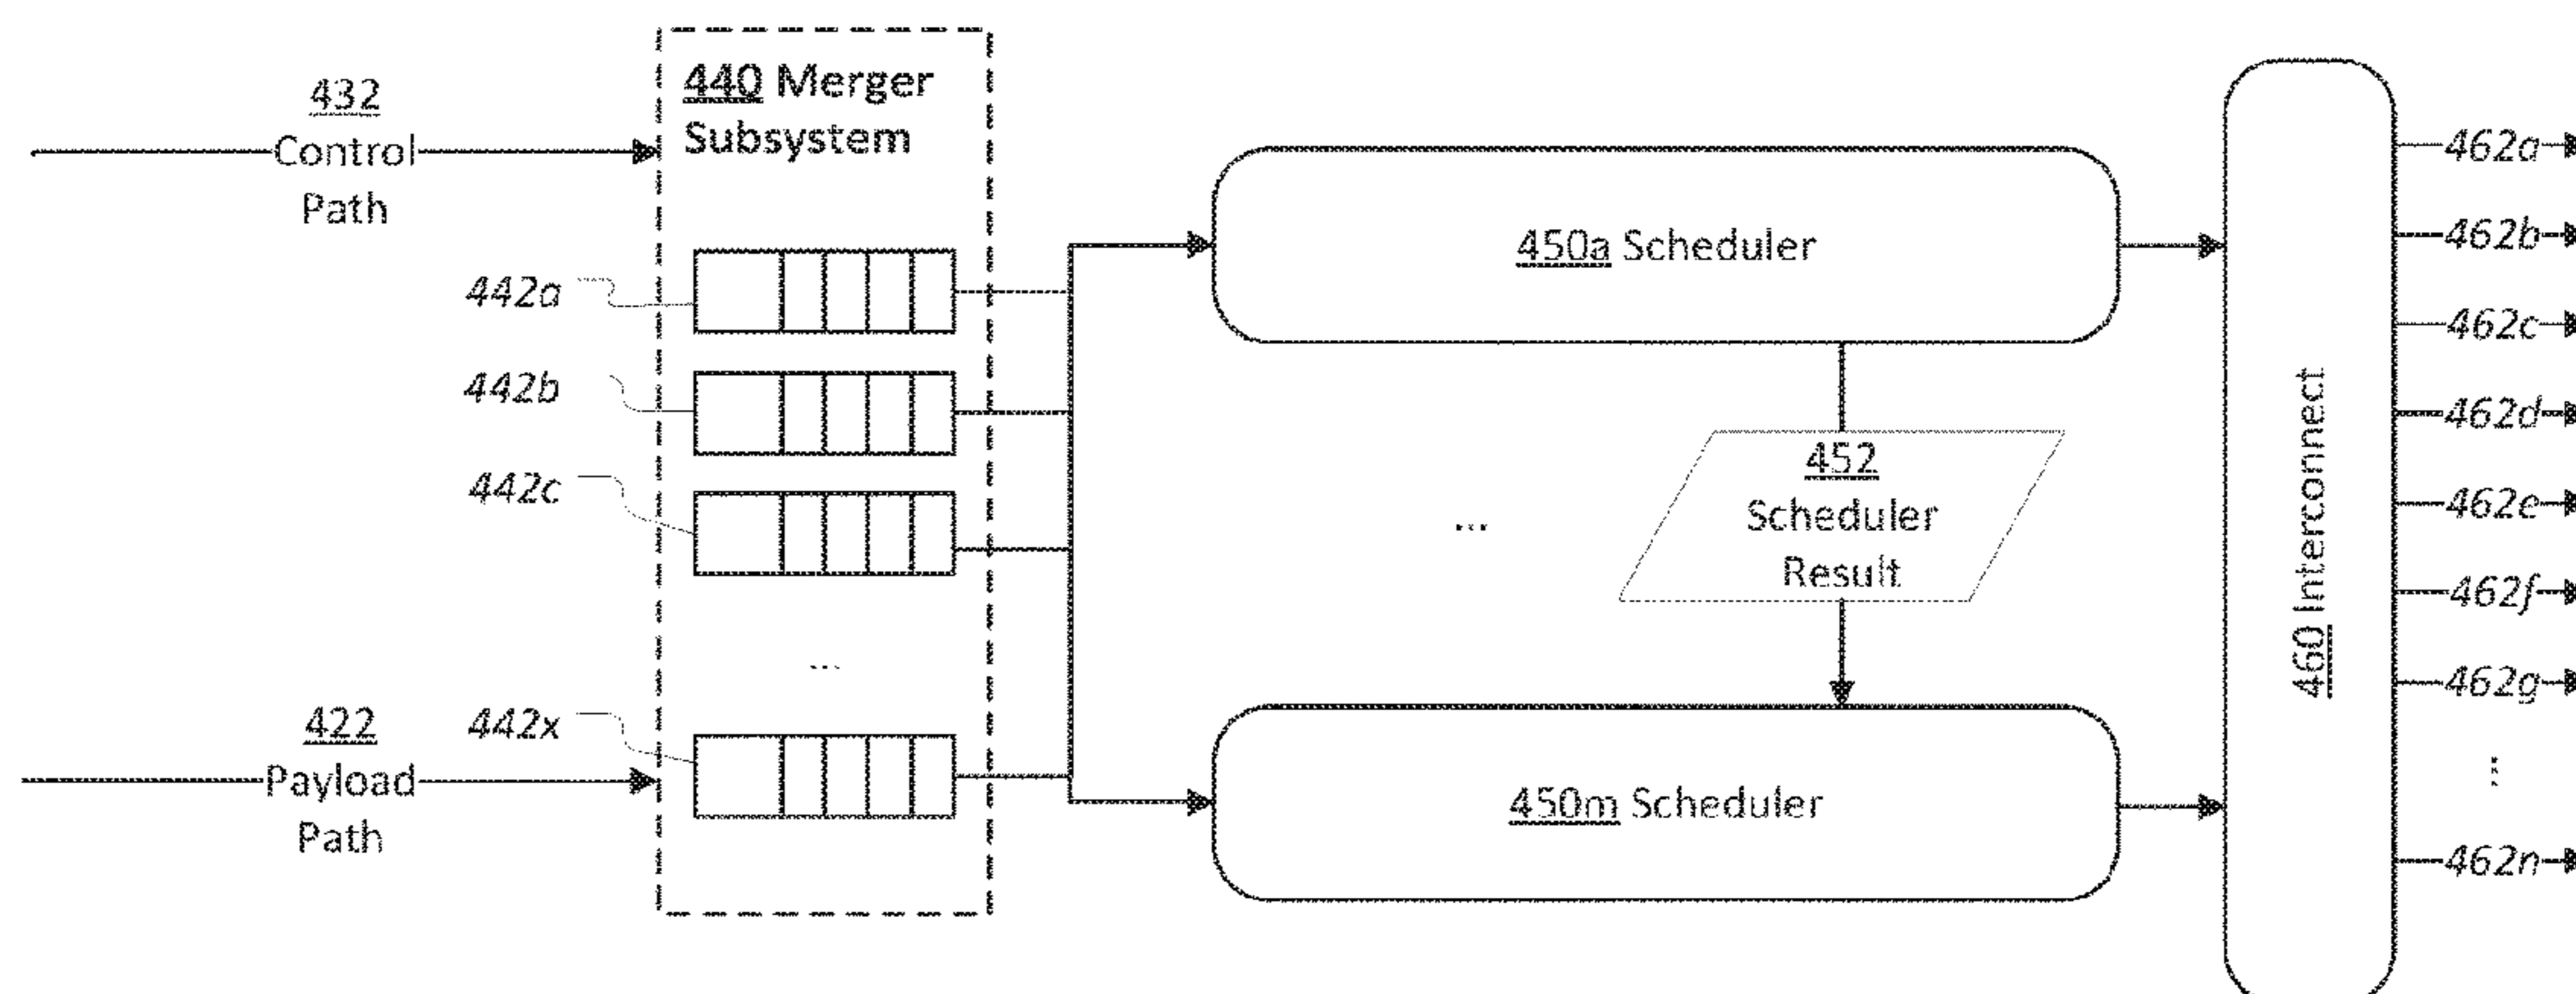 432
Control
Path
440 Merger
Subsystem
442a
442b
442c
...
442x
422
Payload
Path
450a Scheduler
...
452
Scheduler
Result
450m Scheduler
460 Interconnect
462a
462b
462c
462d
462e
462f
462g
...
462n